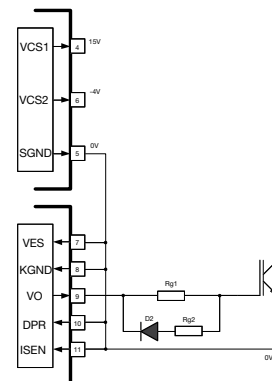 VCS1 4 15V
VCS2 6 -4V
SGND 5 0V
VES 7
KGND 8
VO 9
DPR 10
ISEN 11
Rg1
D2 Rg2
0V